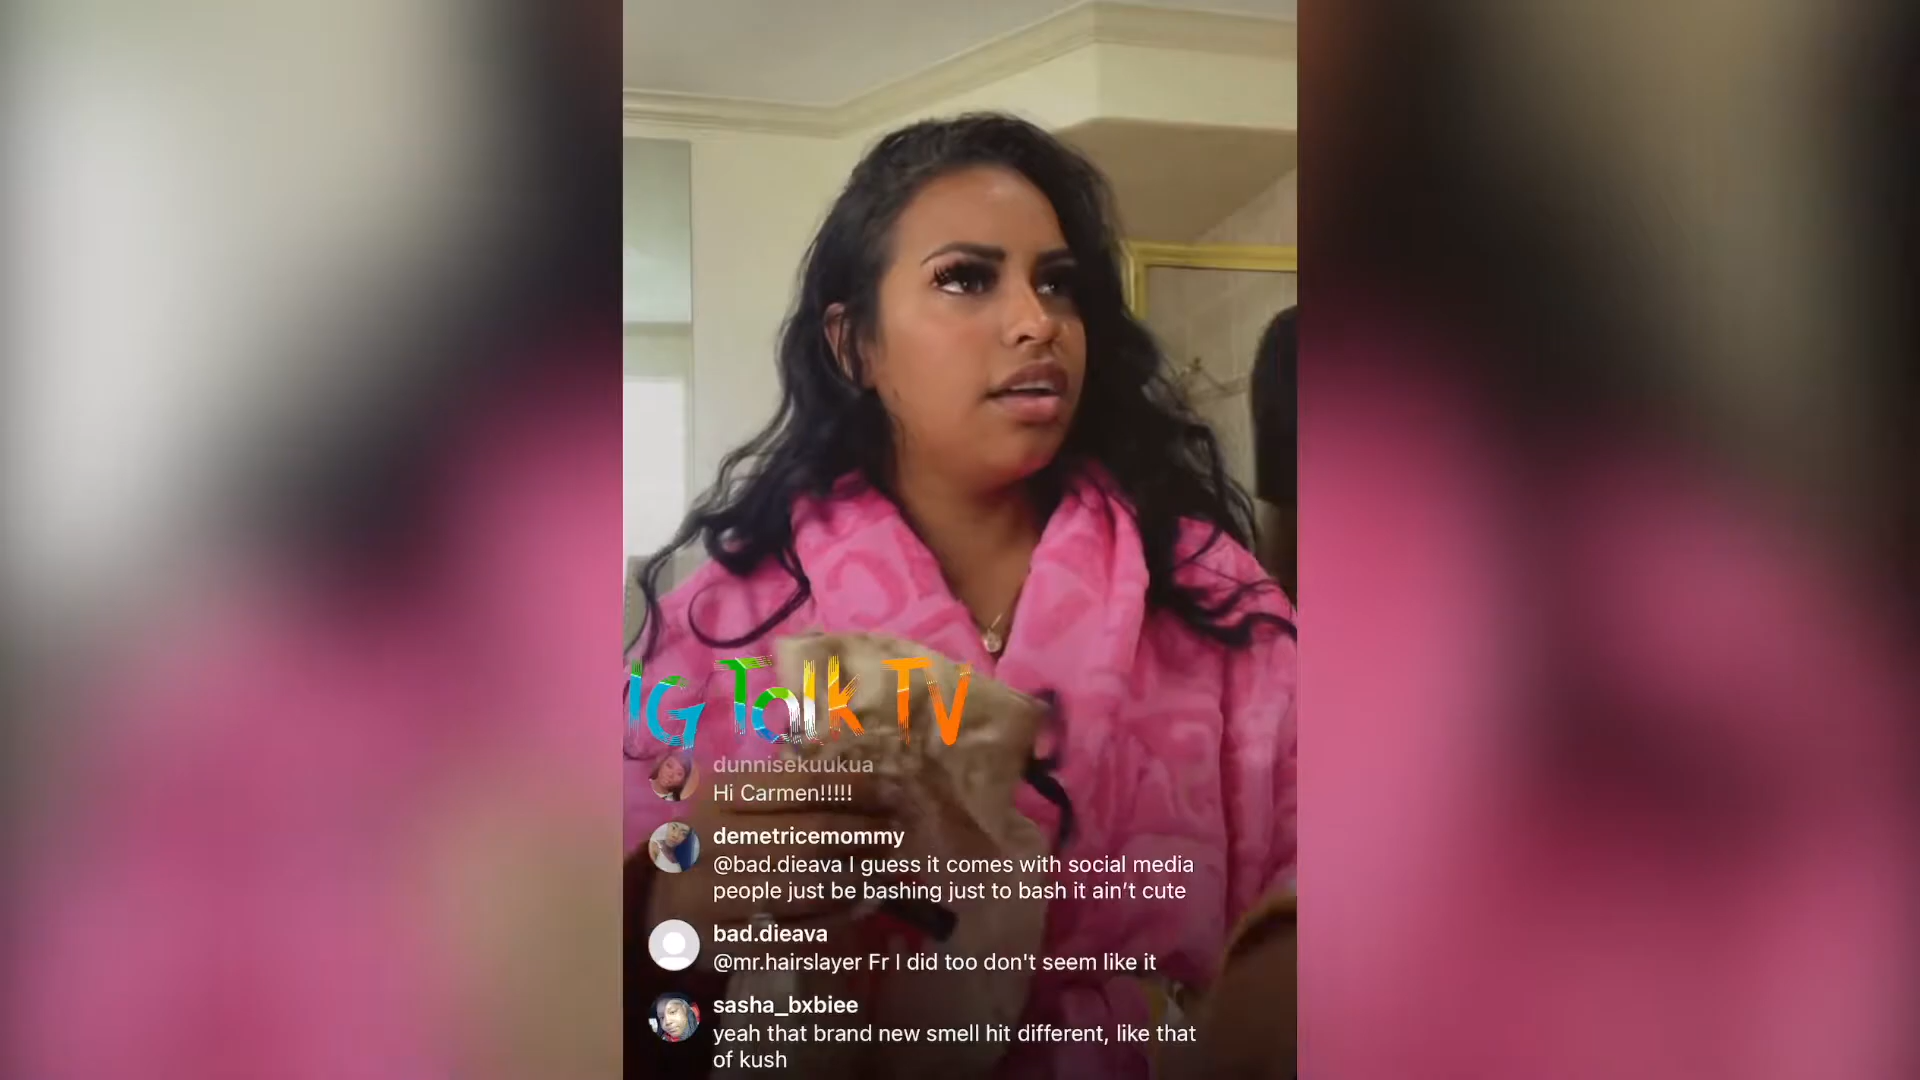 IG Talk TV
dunnisekuukua
Hi Carmen!!!!!
demetricemommy
@bad.dieava I guess it comes with social media
people just be bashing just to bash it ain’t cute
bad.dieava
@mr.hairslayer Fr I did too don't seem like it
sasha_bxbiee
yeah that brand new smell hit different, like that
of kush